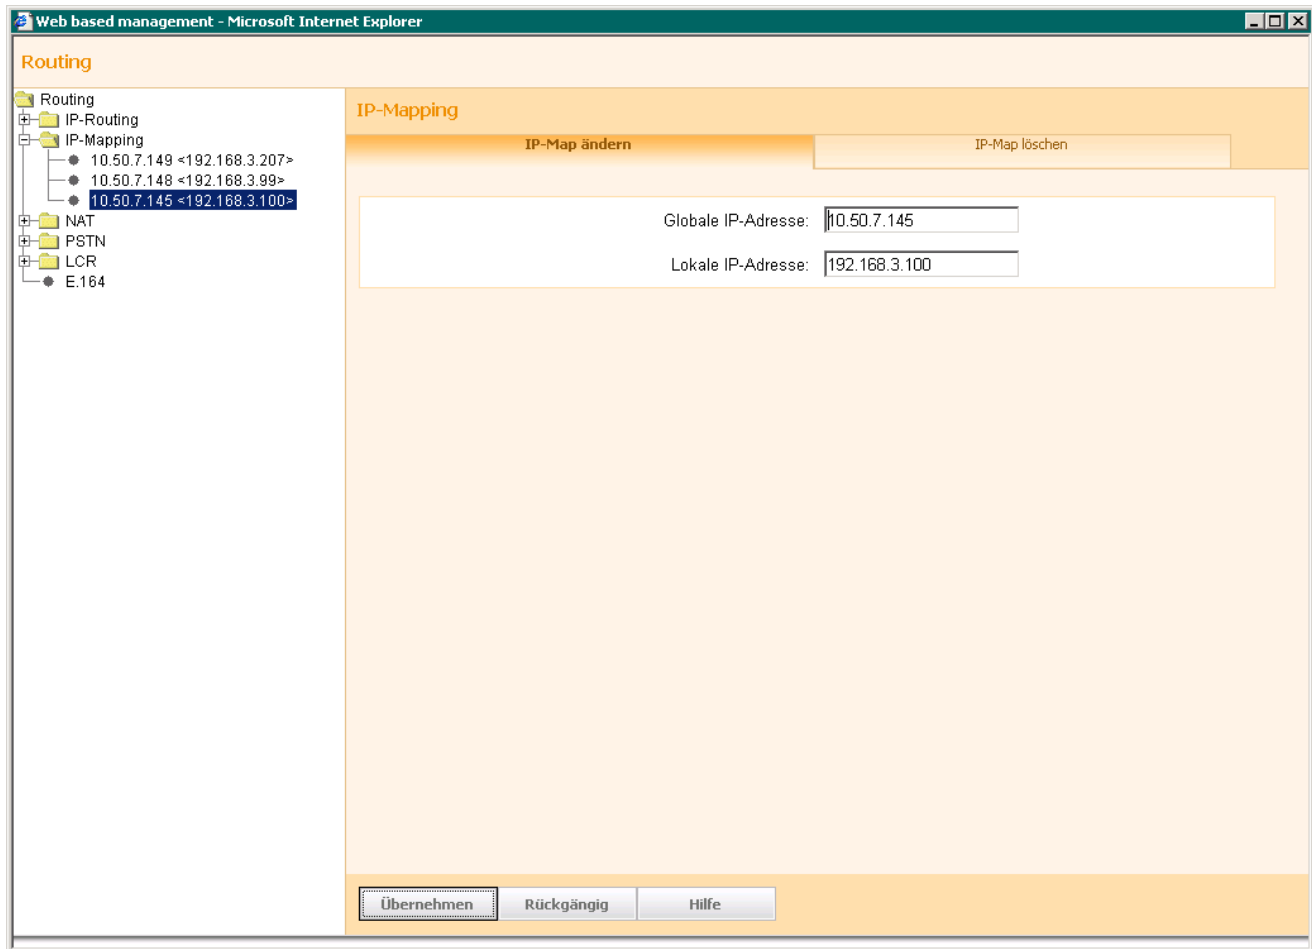 Web based management - Microsoft Internet Explorer
Routing
Routing
IP-Routing
IP-Mapping
10.50.7.149 <192.168.3.207>
10.50.7.148 <192.168.3.99>
10.50.7.145 <192.168.3.100>
NAT
PSTN
LCR
E.164
IP-Mapping
IP-Map ändern
IP-Map löschen
Globale IP-Adresse: 10.50.7.145
Lokale IP-Adresse: 192.168.3.100
Übernehmen Rückgängig Hilfe